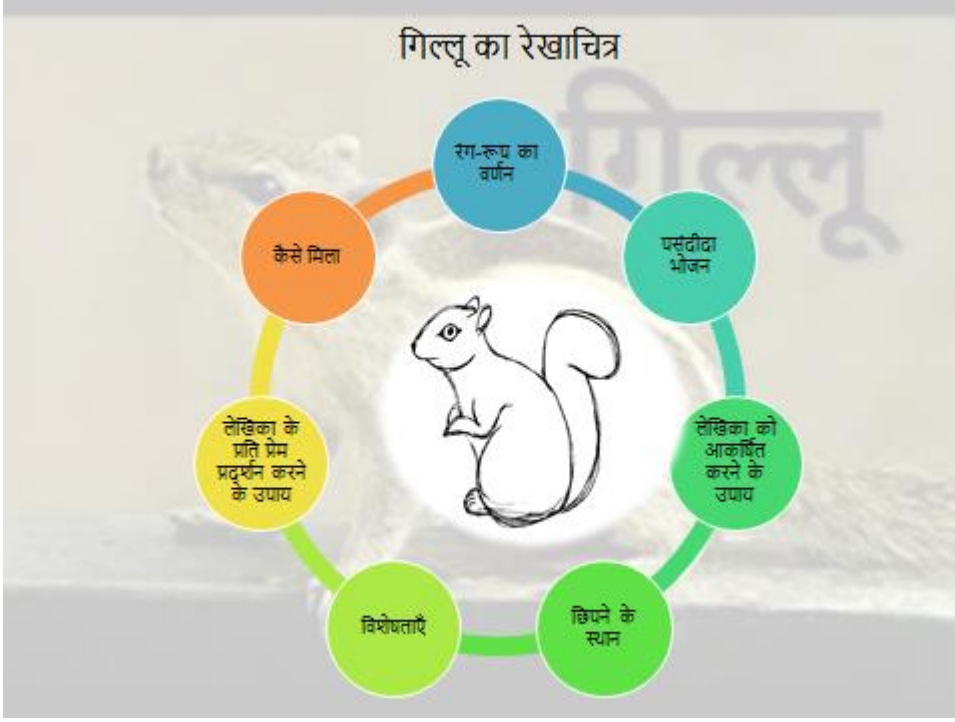 गिल्लू का रेखाचित्र
गिल्लू
रंग-रूप का
वर्णन
पसंदीदा
भोजन
लेखिका को
आकर्षित
करने के
उपाय
छिपने के
स्थान
विशेषताएँ
लेखिका के
प्रति प्रेम
प्रदर्शन करने
के उपाय
कैसे मिला